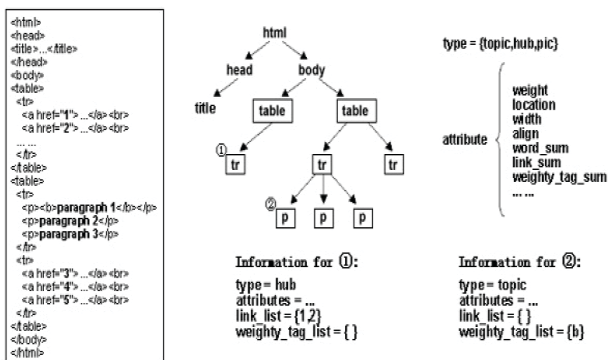 <html>
<head>
<title>...</title>
</head>
<body>
<table>
<tr>
<a href="1">...</a><br>
<a href="2">...</a><br>
... ...
</tr>
</table>
<table>
<tr>
<p><b>paragraph 1</b></p>
<p>paragraph 2</p>
<p>paragraph 3</p>
</tr>
<tr>
<a href="3">...</a><br>
<a href="4">...</a><br>
<a href="5">...</a><br>
</tr>
</table>
</body>
</html>
html
head body
title table table
① tr tr tr
② p p p
type = {topic,hub,pic}
attribute
weight
location
width
align
word_sum
link_sum
weighty_tag_sum
... ...
Information for ①:
type = hub
attributes = ...
link_list = {1,2}
weighty_tag_list = { }
Information for ②:
type = topic
attributes = ...
link_list = { }
weighty_tag_list = {b}